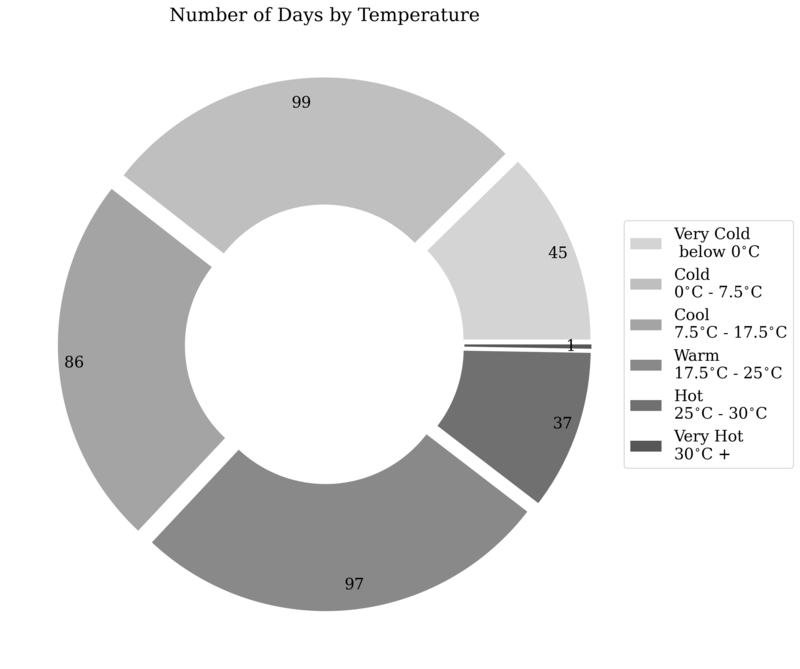 Number of Days by Temperature
99
45
86
1
37
97
Very Cold
below 0°C
Cold
0°C - 7.5°C
Cool
7.5°C - 17.5°C
Warm
17.5°C - 25°C
Hot
25°C - 30°C
Very Hot
30°C +